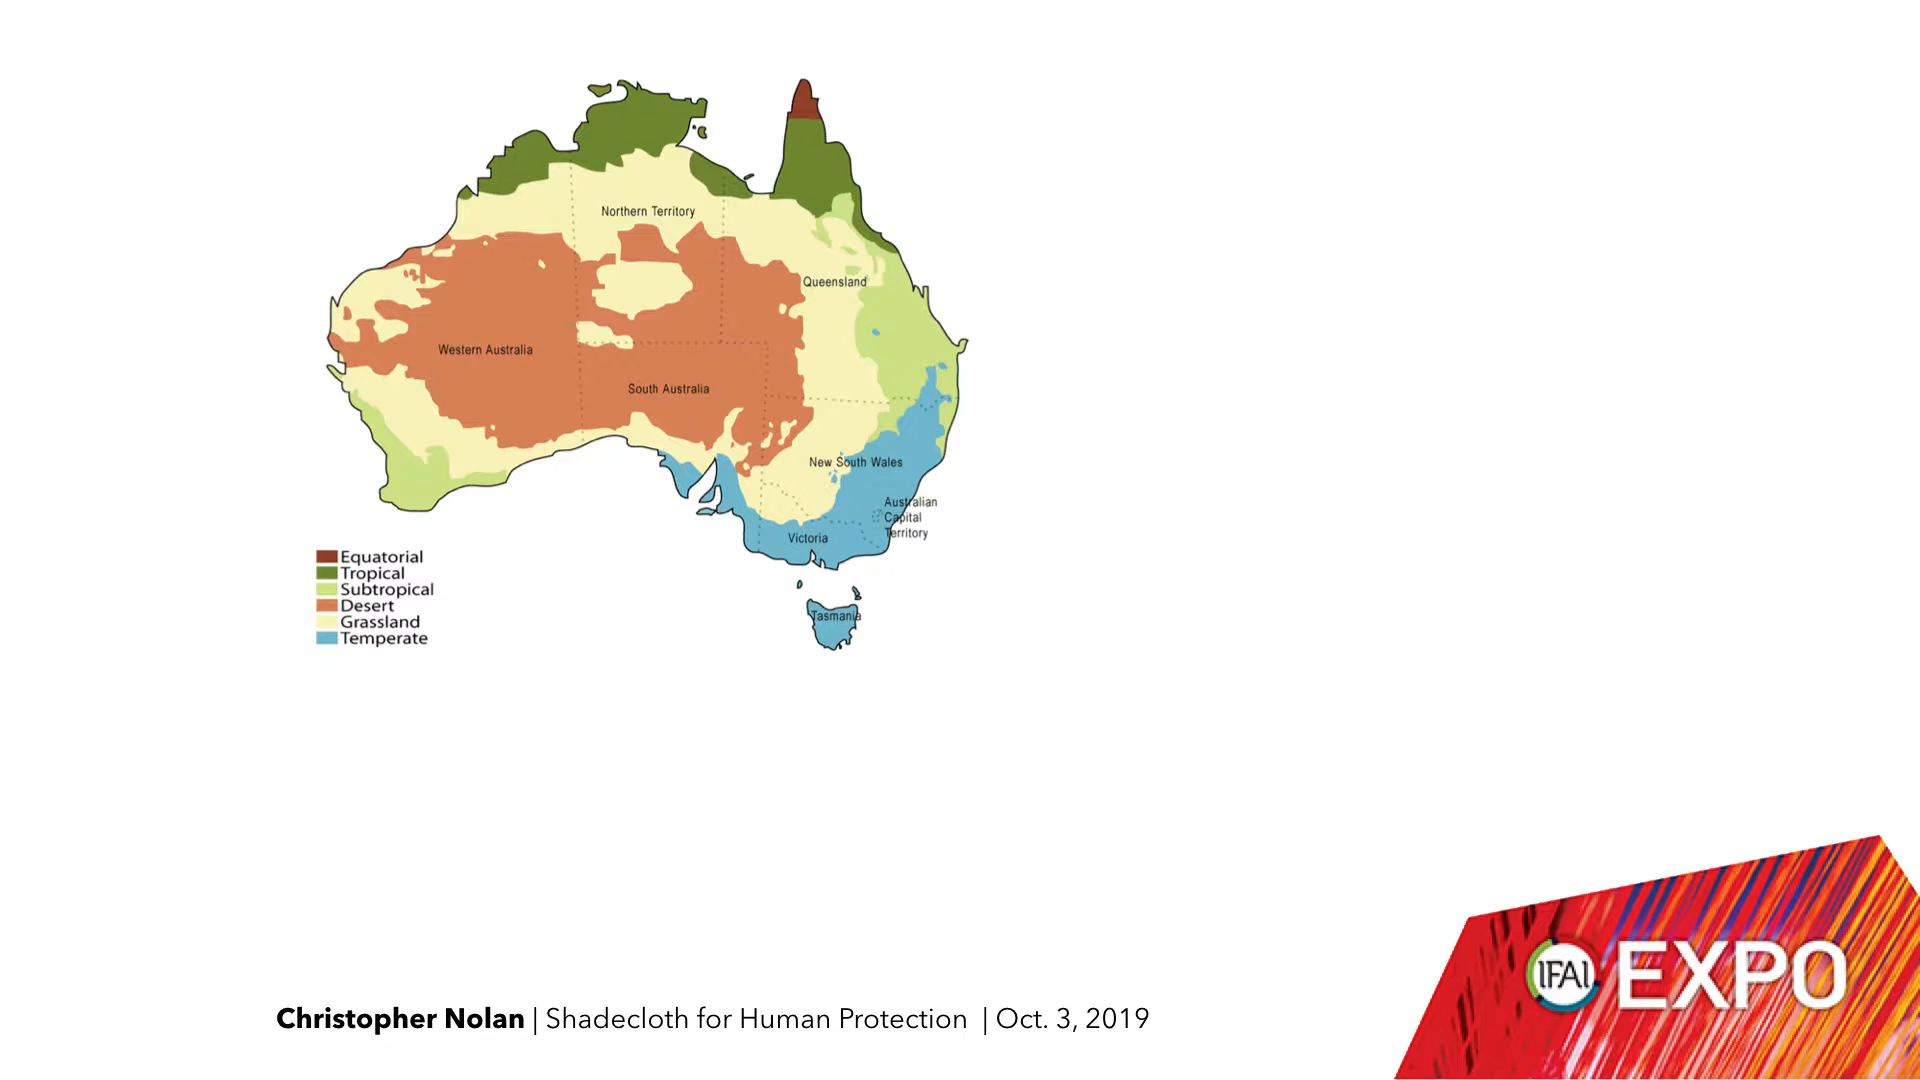 Northern Territory
Queensland
Western Australia
South Australia
New South Wales
Australian
Capital
Territory
Victoria
Tasmania
Equatorial
Tropical
Subtropical
Desert
Grassland
Temperate
IFAI EXPO
Christopher Nolan | Shadecloth for Human Protection | Oct. 3, 2019